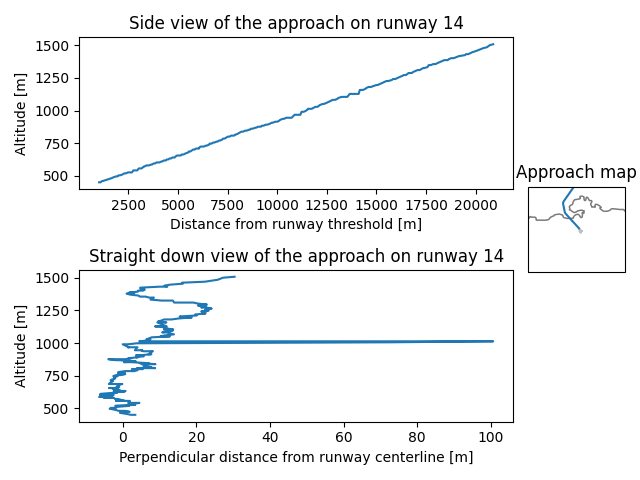 Side view of the approach on runway 14
1500
1250
1000
750
500
Altitude [m]
2500 5000 7500 10000 12500 15000 17500 20000
Distance from runway threshold [m]
Approach map
Straight down view of the approach on runway 14
1500
1250
1000
750
500
Altitude [m]
0 20 40 60 80 100
Perpendicular distance from runway centerline [m]